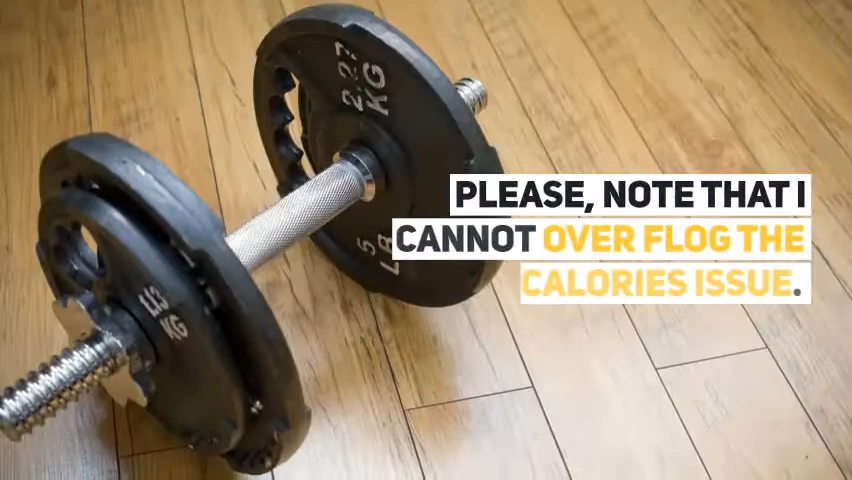 2.27
KG
5
LB
1.13
KG
PLEASE, NOTE THAT I
CANNOT OVER FLOG THE
CALORIES ISSUE.